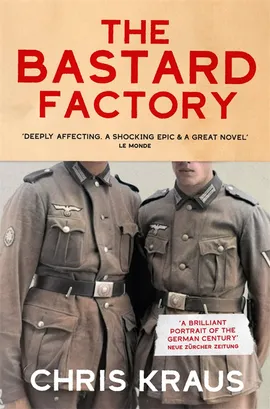 THE
BASTARD
FACTORY
‘DEEPLY AFFECTING. A SHOCKING EPIC & A GREAT NOVEL’
LE MONDE
‘A BRILLIANT
PORTRAIT OF THE
GERMAN CENTURY’
NEUE ZÜRCHER ZEITUNG
CHRIS KRAUS